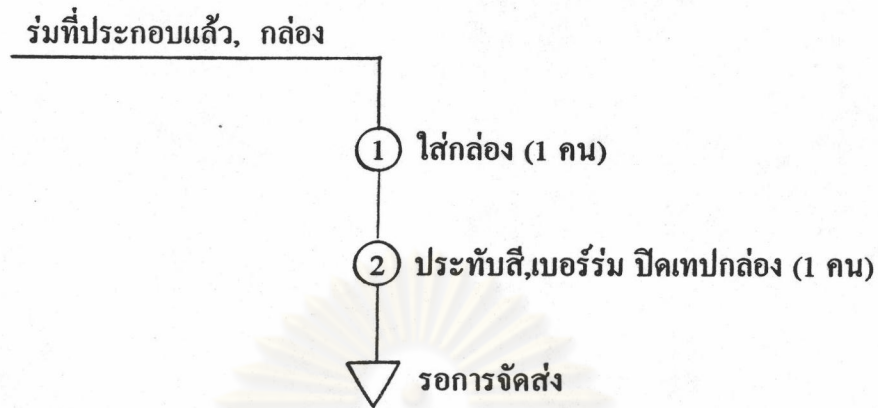 ร่มที่ประกอบแล้ว, กล่อง
1 ใส่กล่อง (1 คน)
2 ประทับสี,เบอร์ร่ม ปิดเทปกล่อง (1 คน)
รอการจัดส่ง